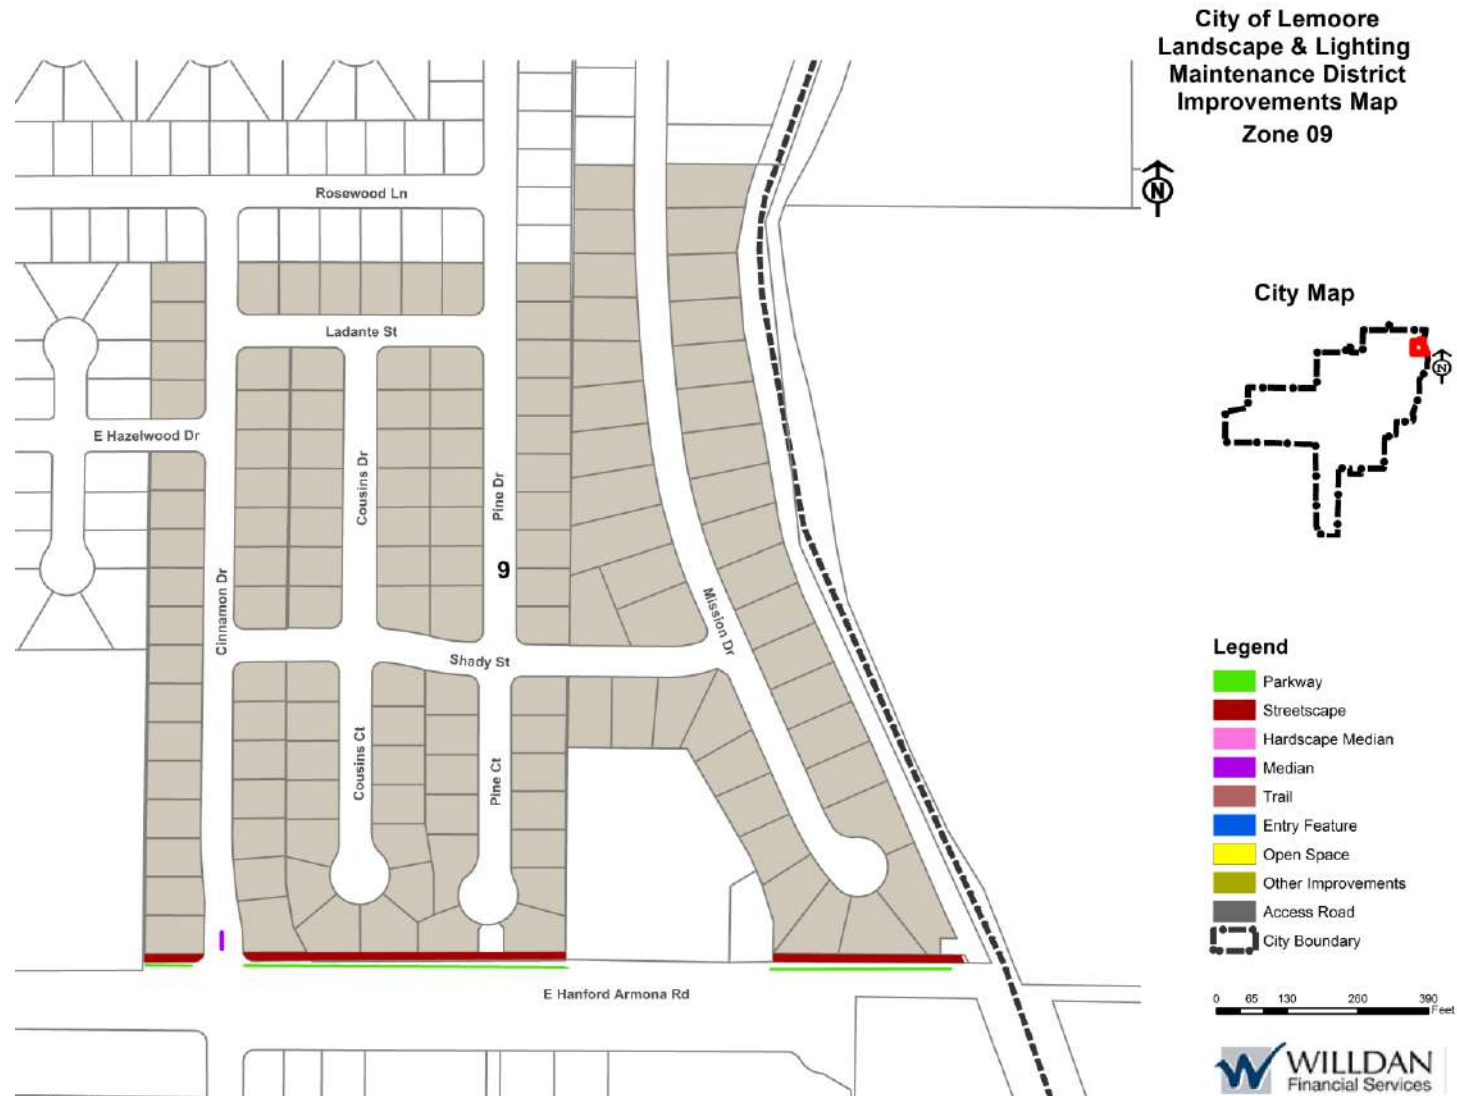 City of Lemoore
Landscape & Lighting
Maintenance District
Improvements Map
Zone 09
N
Rosewood Ln
City Map
N
Ladante St
E Hazelwood Dr
Cousins Dr
Pine Dr
9
Cinnamon Dr
Mission Dr
Shady St
Cousins Ct
Pine Ct
E Hanford Armona Rd
Legend
Parkway
Streetscape
Hardscape Median
Median
Trail
Entry Feature
Open Space
Other Improvements
Access Road
City Boundary
0 65 130 260 390
Feet
W WILLDAN
Financial Services